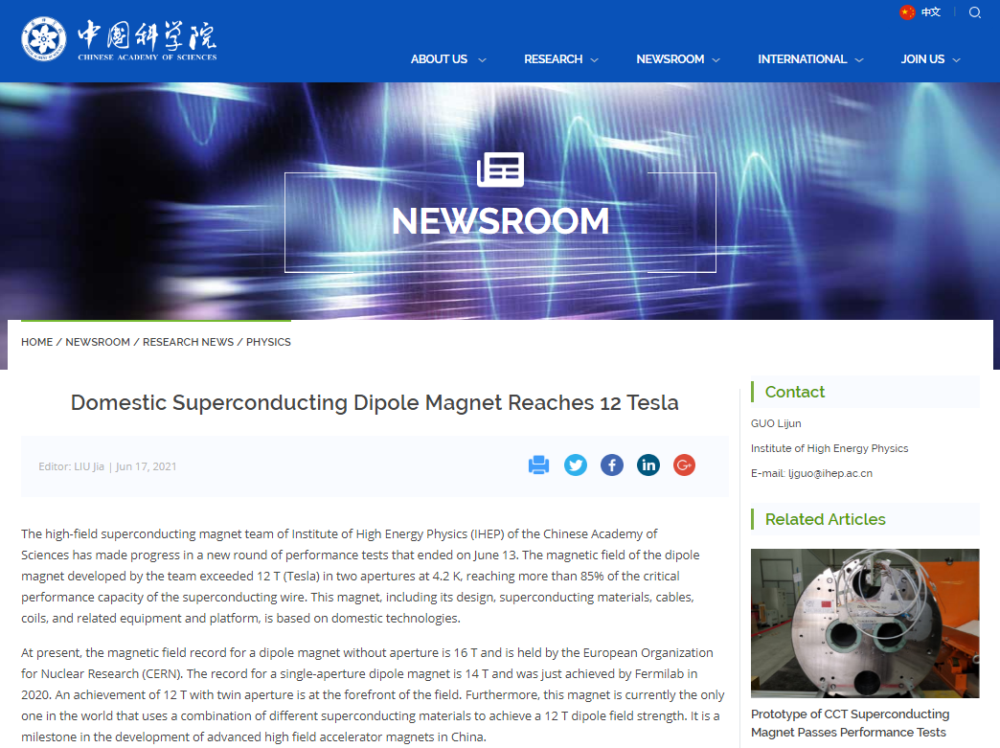 中文
中国科学院
CHINESE ACADEMY OF SCIENCES
ABOUT US
RESEARCH
NEWSROOM
INTERNATIONAL
JOIN US
NEWSROOM
HOME / NEWSROOM / RESEARCH NEWS / PHYSICS
Domestic Superconducting Dipole Magnet Reaches 12 Tesla
Editor: LIU Jia | Jun 17, 2021
The high-field superconducting magnet team of Institute of High Energy Physics (IHEP) of the Chinese Academy of
Sciences has made progress in a new round of performance tests that ended on June 13. The magnetic field of the dipole
magnet developed by the team exceeded 12 T (Tesla) in two apertures at 4.2 K, reaching more than 85% of the critical
performance capacity of the superconducting wire. This magnet, including its design, superconducting materials, cables,
coils, and related equipment and platform, is based on domestic technologies.
At present, the magnetic field record for a dipole magnet without aperture is 16 T and is held by the European Organization
for Nuclear Research (CERN). The record for a single-aperture dipole magnet is 14 T and was just achieved by Fermilab in
2020. An achievement of 12 T with twin aperture is at the forefront of the field. Furthermore, this magnet is currently the only
one in the world that uses a combination of different superconducting materials to achieve a 12 T dipole field strength. It is a
milestone in the development of advanced high field accelerator magnets in China.
Contact
GUO Lijun
Institute of High Energy Physics
E-mail: ljguo@ihep.ac.cn
Related Articles
Prototype of CCT Superconducting
Magnet Passes Performance Tests